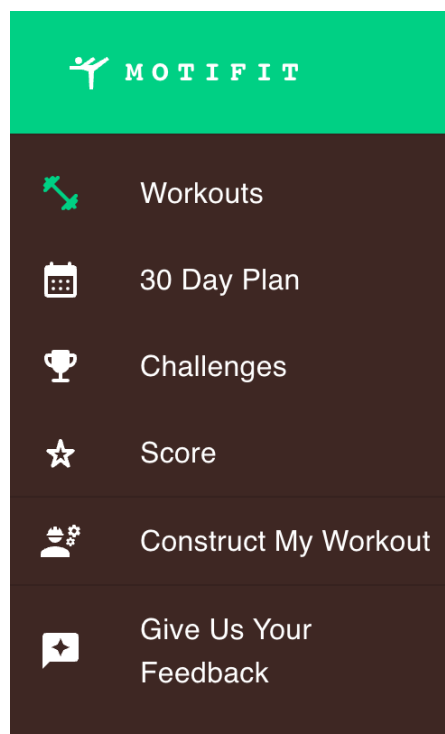 MOTIFIT
Workouts
30 Day Plan
Challenges
Score
Construct My Workout
Give Us Your
Feedback